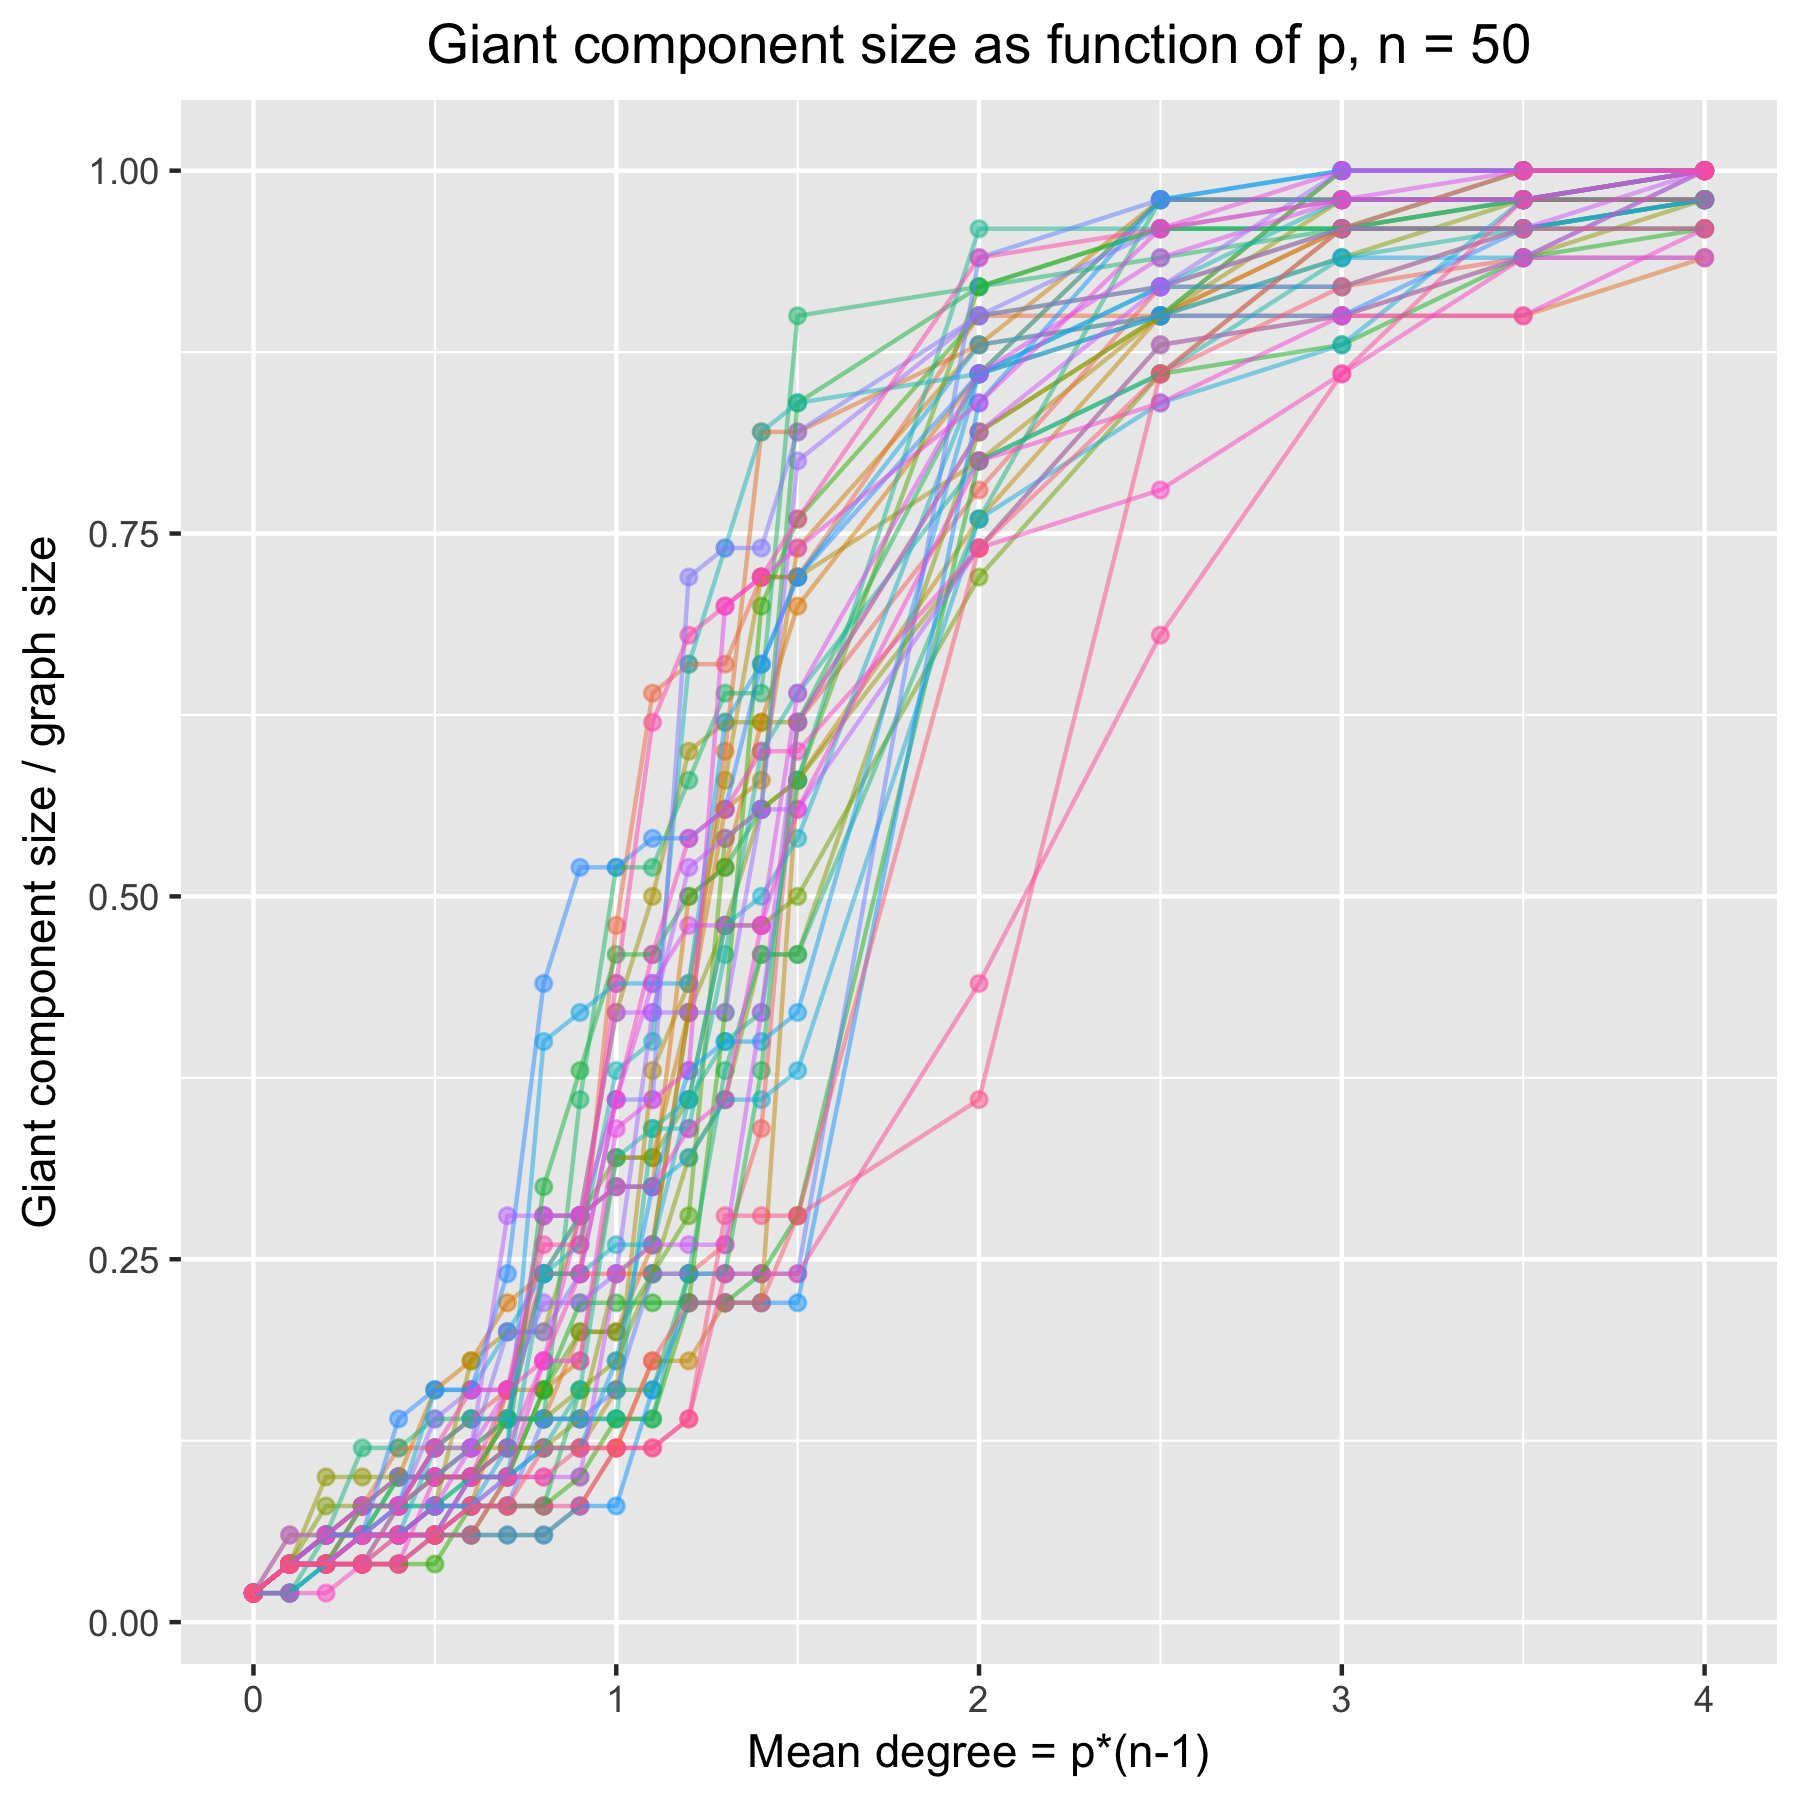 Giant component size as function of p, n = 50
Giant component size / graph size
1.00
0.75
0.50
0.25
0.00
0 1 2 3 4
Mean degree = p*(n-1)